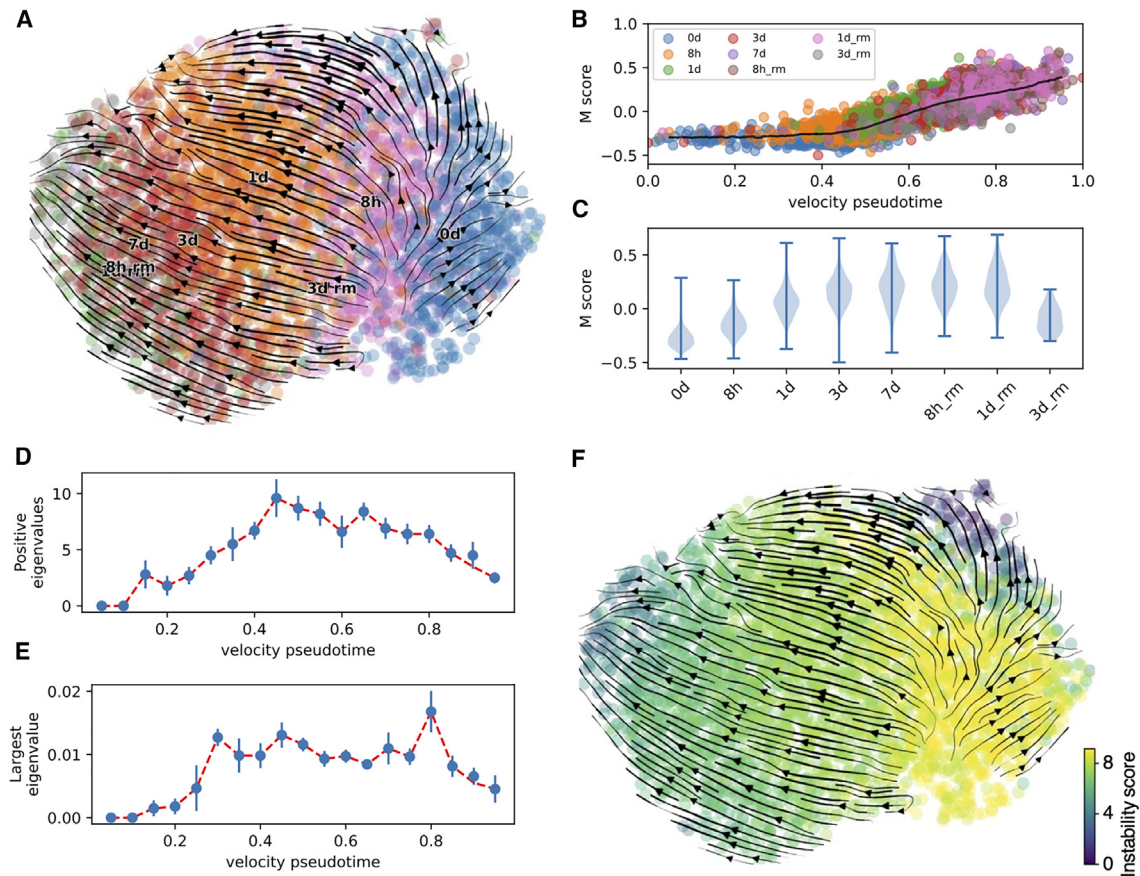 A
1d
8h
0d
7d
3d
8h_rm
3d_rm
B
1.0
0.5
0.0
−0.5
M score
0d
3d
1d_rm
8h
7d
3d_rm
1d
8h_rm
0.0
0.2
0.4
0.6
0.8
1.0
velocity pseudotime
C
0.5
0.0
−0.5
M score
0d
8h
1d
3d
7d
8h_rm
1d_rm
3d_rm
D
10
5
0
Positive
eigenvalues
0.2
0.4
0.6
0.8
velocity pseudotime
E
0.02
0.01
0.00
Largest
eigenvalue
0.2
0.4
0.6
0.8
velocity pseudotime
F
8
4
0
Instability score